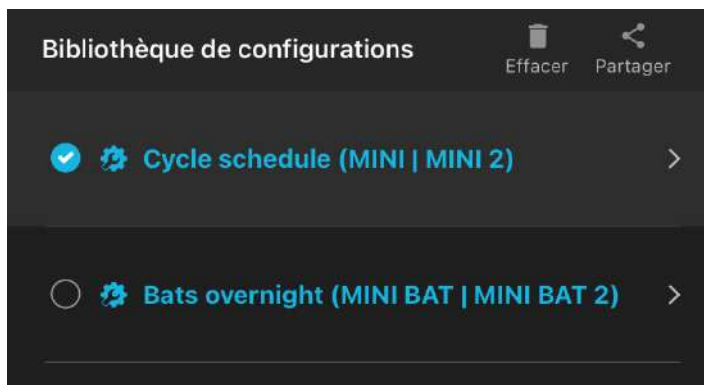 Bibliothèque de configurations
Effacer
Partager
Cycle schedule (MINI | MINI 2)
Bats overnight (MINI BAT | MINI BAT 2)